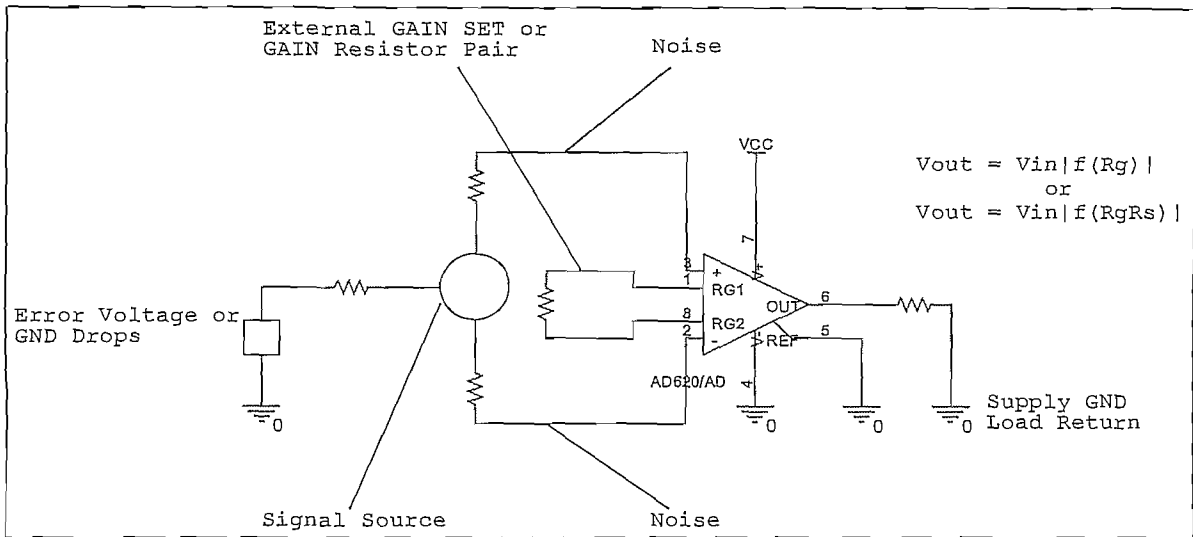 External GAIN SET or
GAIN Resistor Pair
Noise
VCC
Vout = Vin|f(Rg)|
or
Vout = Vin|f(RgRs)|
7
V+
3
+
1
RG1
OUT
6
8
RG2
2
-
REF
5
V-
4
AD620/AD
Error Voltage or
GND Drops
0
0
0
0
Supply GND
Load Return
Signal Source
Noise